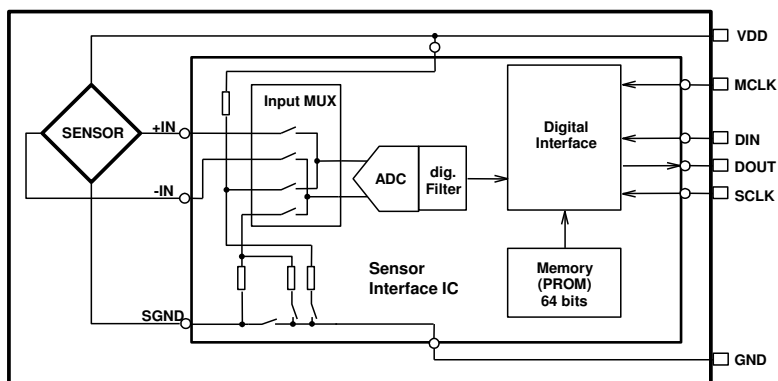 VDD
MCLK
Input MUX
+IN
SENSOR
DIN
Digital
Interface
DOUT
dig.
Filter
ADC
-IN
SCLK
Sensor
Interface IC
Memory
(PROM)
64 bits
SGND
GND